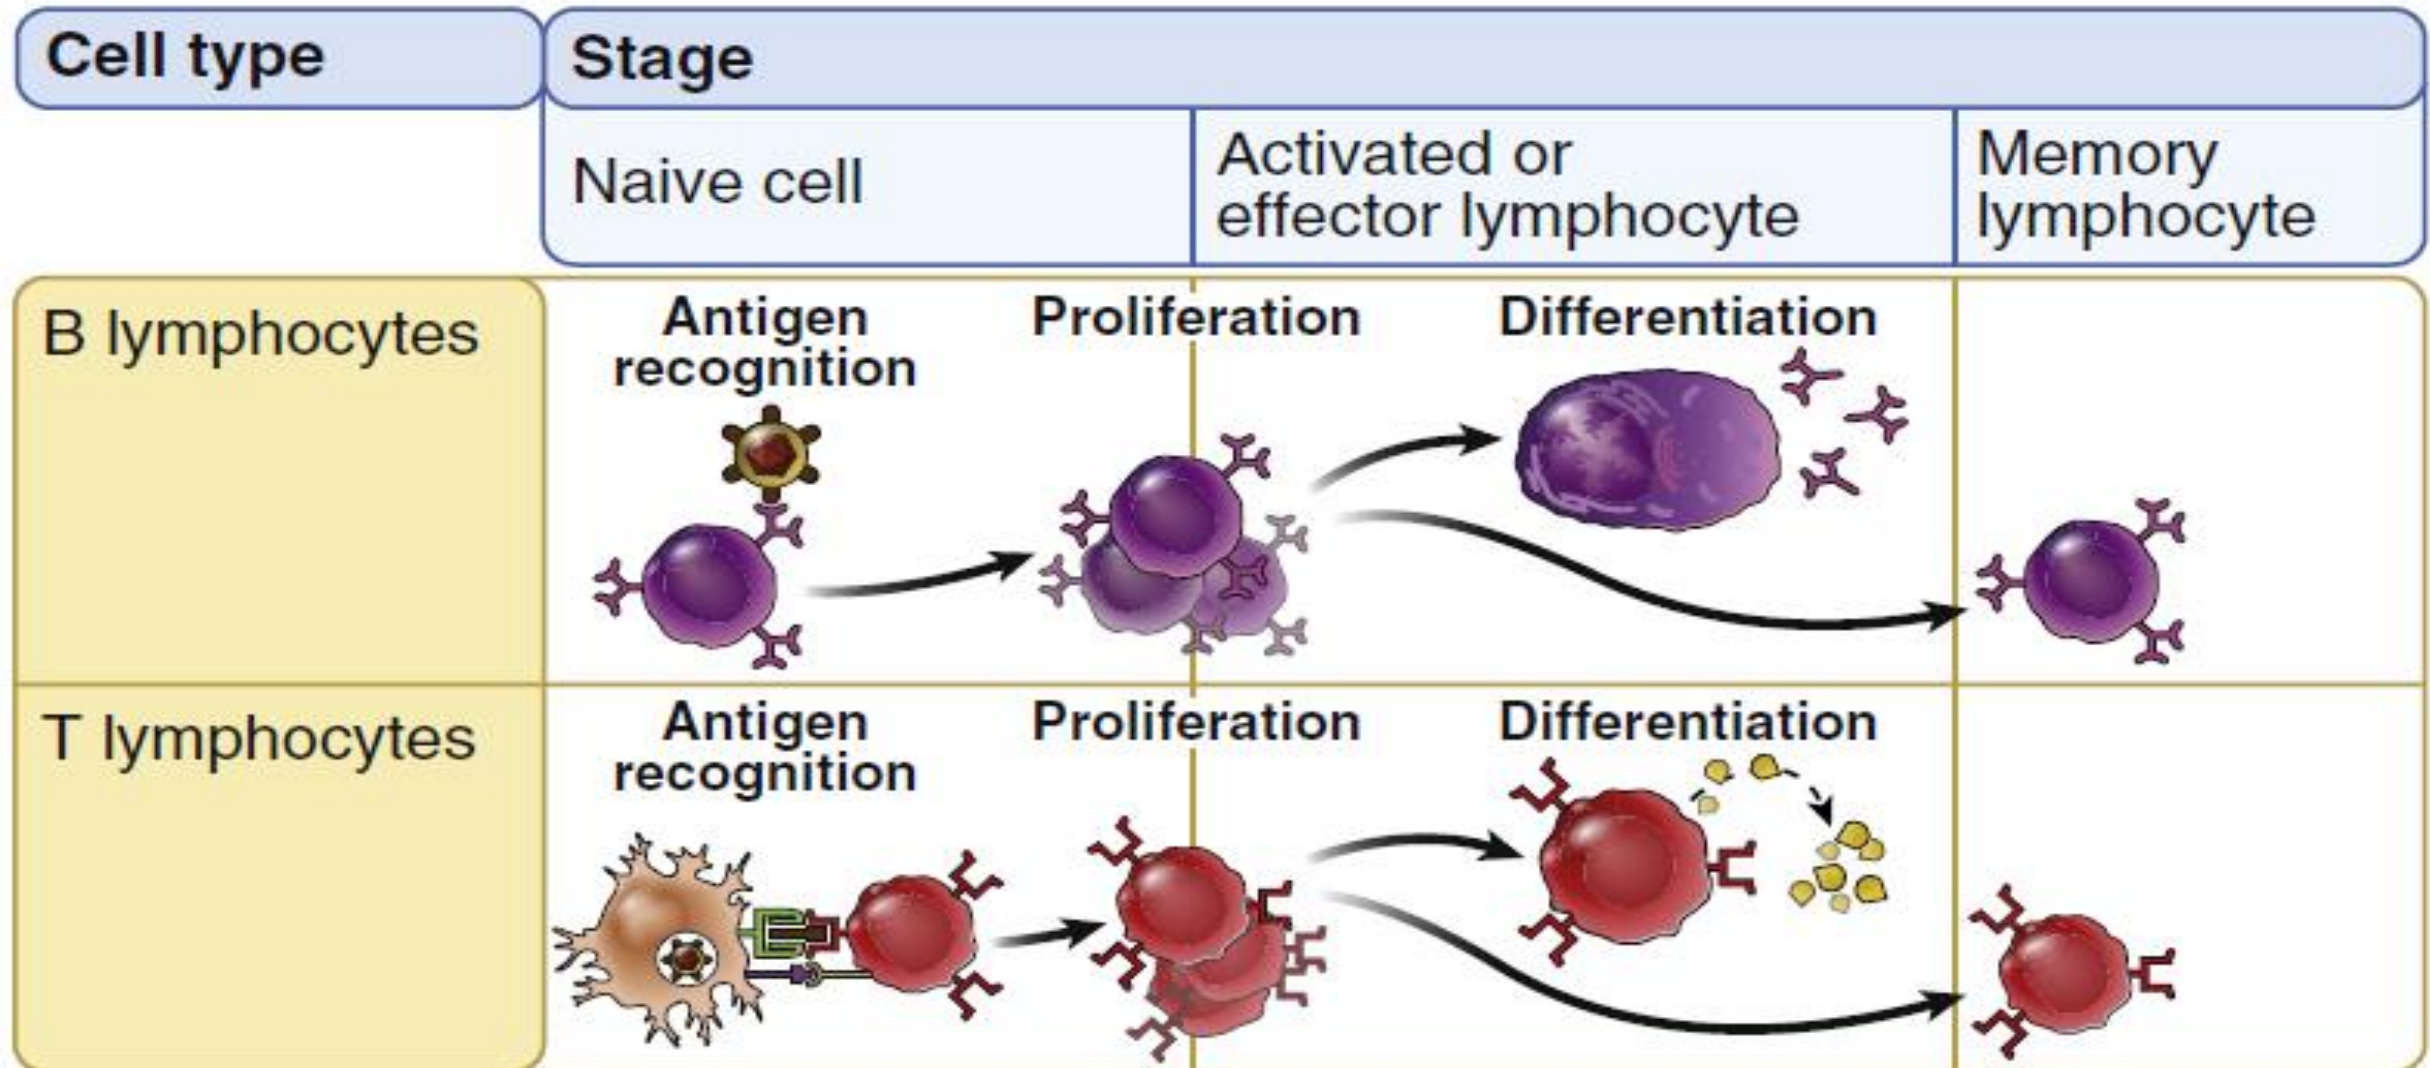 Cell type
Stage
Naive cell
Activated or
effector lymphocyte
Memory
lymphocyte
B lymphocytes
Antigen
recognition
Proliferation
Differentiation
T lymphocytes
Antigen
recognition
Proliferation
Differentiation